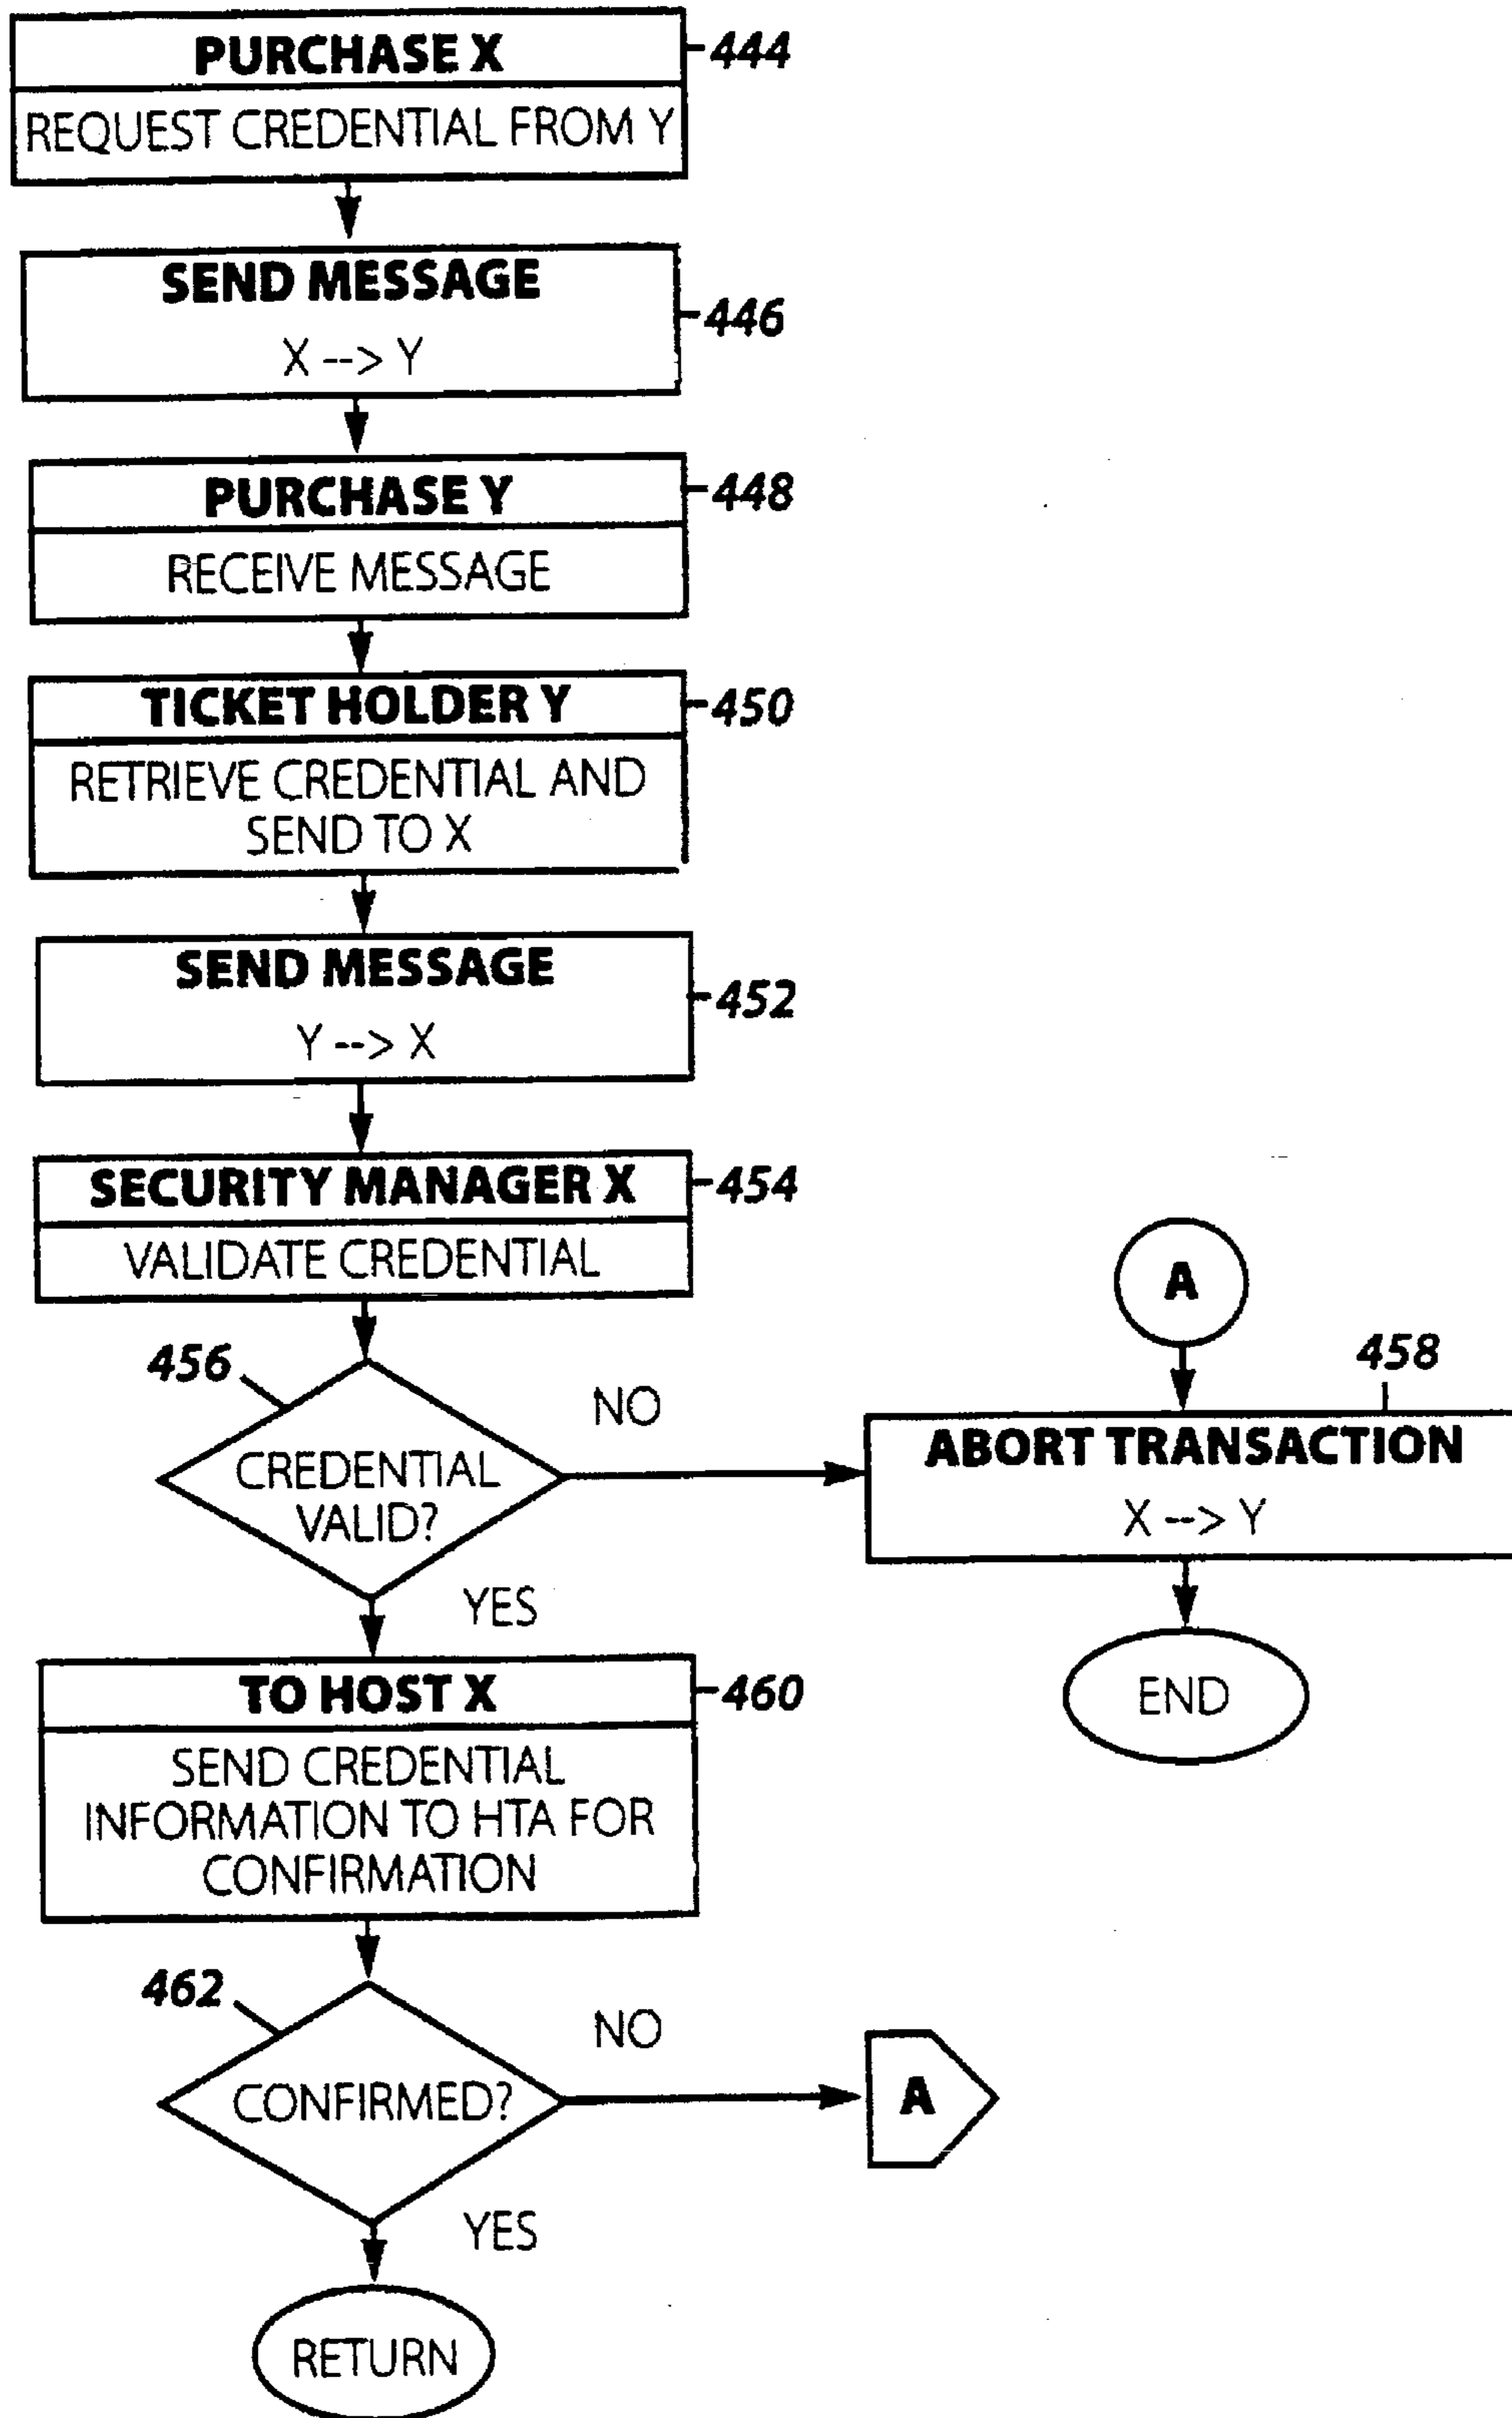 PURCHASE X
444
REQUEST CREDENTIAL FROM Y
SEND MESSAGE
446
X --> Y
PURCHASE Y
448
RECEIVE MESSAGE
TICKET HOLDER Y
450
RETRIEVE CREDENTIAL AND
SEND TO X
SEND MESSAGE
452
Y --> X
SECURITY MANAGER X
454
VALIDATE CREDENTIAL
456
CREDENTIAL
VALID?
NO
YES
A
458
ABORT TRANSACTION
X --> Y
END
TO HOST X
460
SEND CREDENTIAL
INFORMATION TO HTA FOR
CONFIRMATION
462
CONFIRMED?
NO
A
YES
RETURN